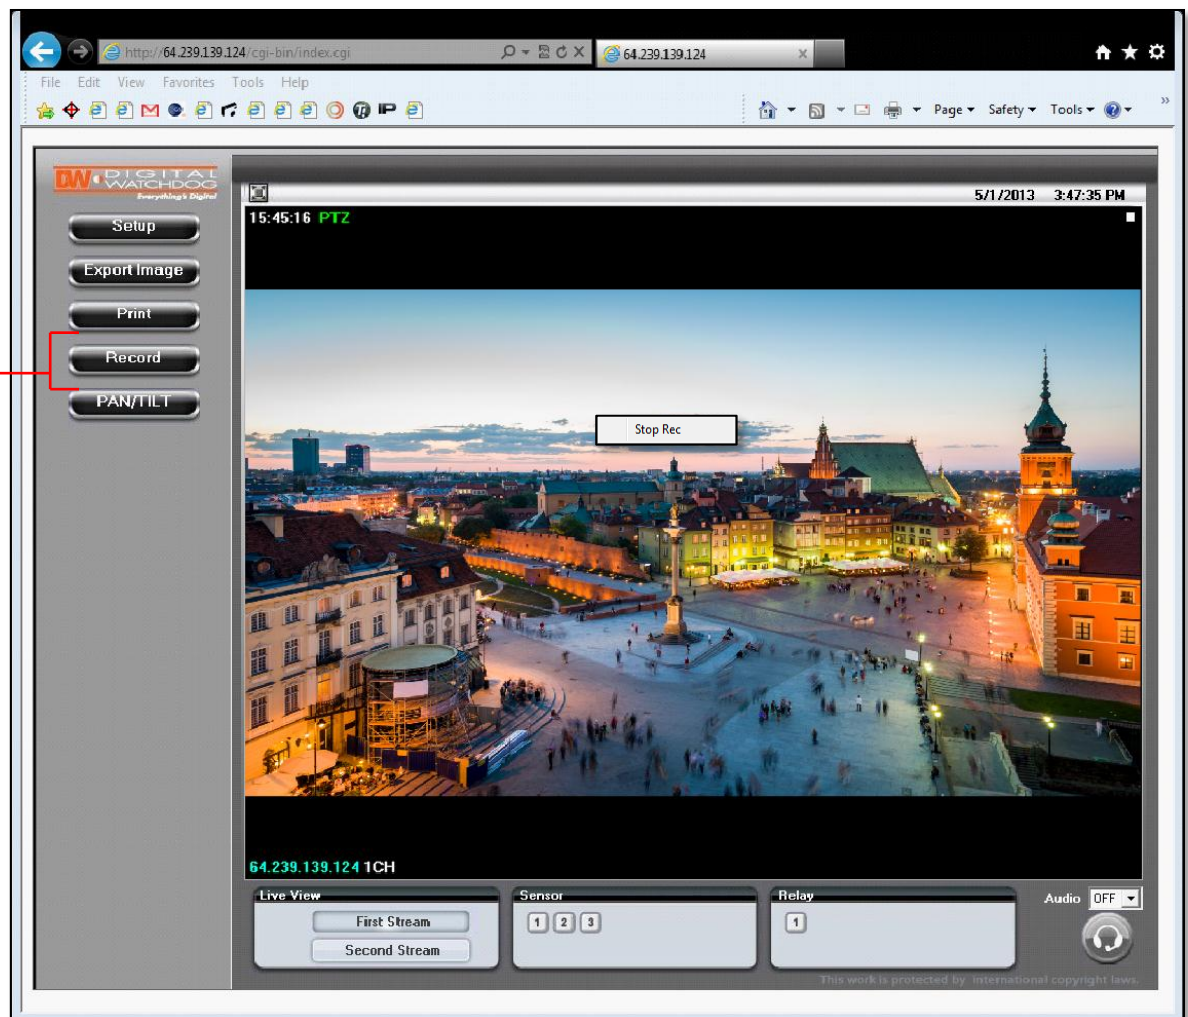 http://64.239.139.124/cgi-bin/index.cgi
64.239.139.124
File Edit View Favorites Tools Help
Page Safety Tools
DW DIGITAL WATCHDOG
Everything's Digital
5/1/2013 3:47:35 PM
15:45:16 PTZ
Setup
Export Image
Print
Record
PAN/TILT
Stop Rec
64.239.139.124 1CH
Live View
First Stream
Second Stream
Sensor
1 2 3
Relay
1
Audio OFF
This work is protected by international copyright laws.